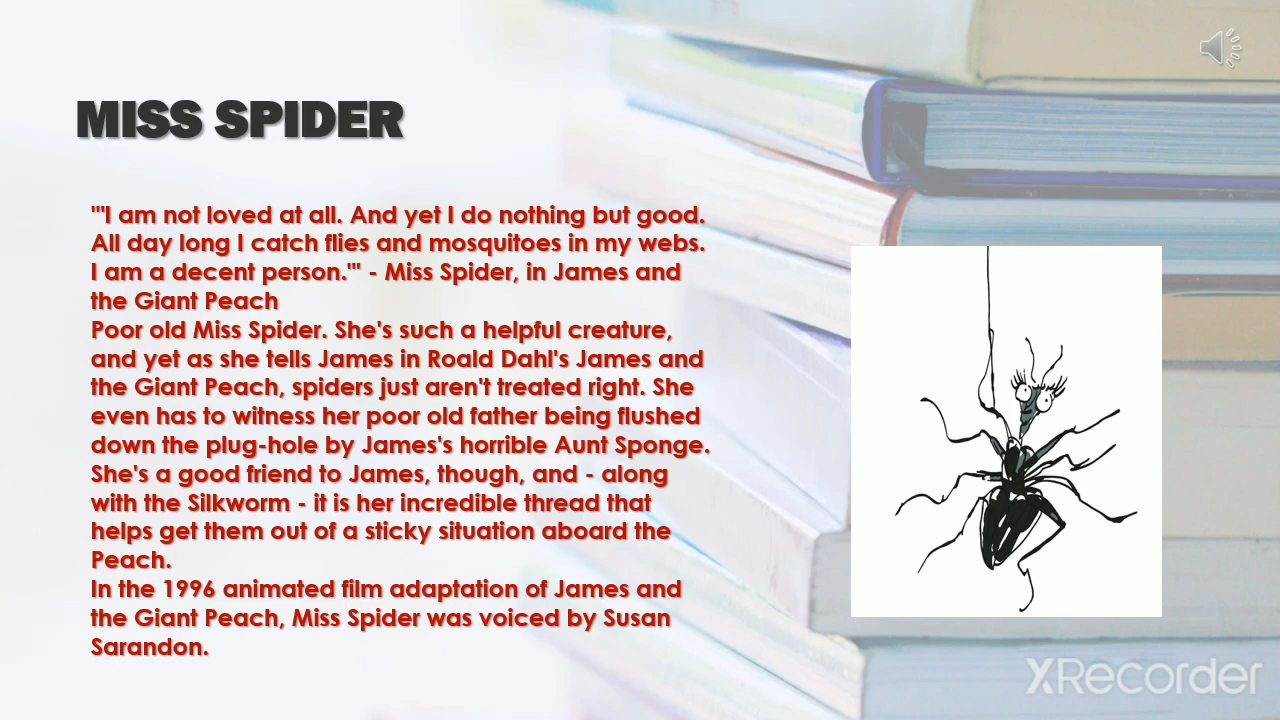 MISS SPIDER
"'I am not loved at all. And yet I do nothing but good.
All day long I catch flies and mosquitoes in my webs.
I am a decent person.'" - Miss Spider, in James and
the Giant Peach
Poor old Miss Spider. She's such a helpful creature,
and yet as she tells James in Roald Dahl's James and
the Giant Peach, spiders just aren't treated right. She
even has to witness her poor old father being flushed
down the plug-hole by James's horrible Aunt Sponge.
She's a good friend to James, though, and - along
with the Silkworm - it is her incredible thread that
helps get them out of a sticky situation aboard the
Peach.
In the 1996 animated film adaptation of James and
the Giant Peach, Miss Spider was voiced by Susan
Sarandon.
XRecorder